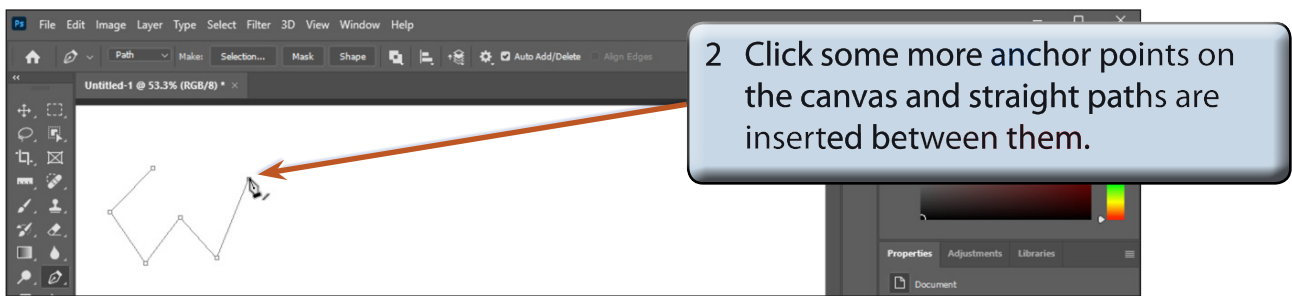 Ps File Edit Image Layer Type Select Filter 3D View Window Help
Path Make: Selection... Mask Shape Auto Add/Delete Align Edges
Untitled-1 @ 53.3% (RGB/8) * ×
2 Click some more anchor points on
the canvas and straight paths are
inserted between them.
Properties Adjustments Libraries
Document